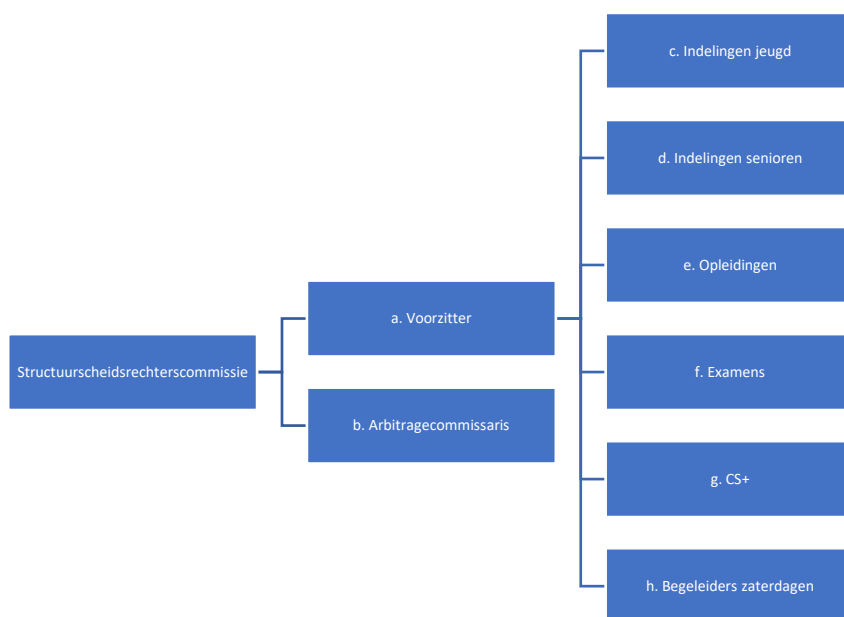 Structuurscheidsrechterscommissie
a. Voorzitter
b. Arbitragecommissaris
c. Indelingen jeugd
d. Indelingen senioren
e. Opleidingen
f. Examens
g. CS+
h. Begeleiders zaterdagen